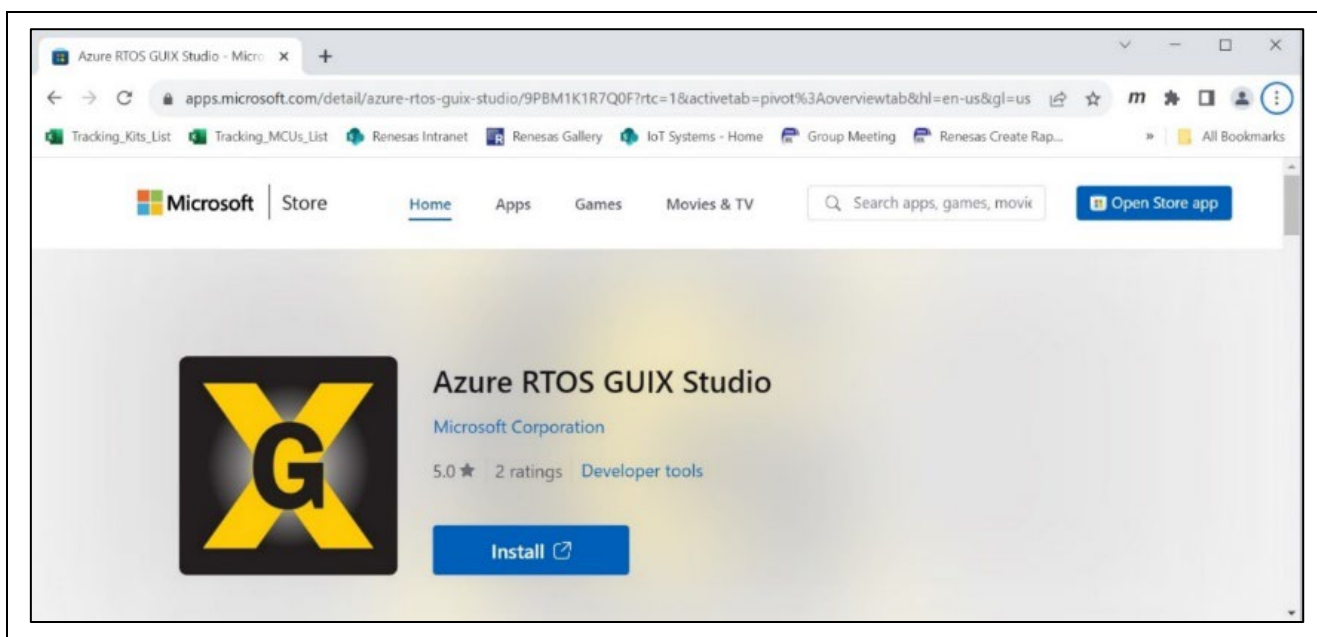 Azure RTOS GUIX Studio - Micro
apps.microsoft.com/detail/azure-rtos-guix-studio/9PBM1K1R7Q0F?rtc=1&activetab=pivot%3Aoverviewtab&hl=en-us&gl=us m
Tracking_Kits_List Tracking_MCUs_List Renesas Intranet R Renesas Gallery IoT Systems - Home Group Meeting Renesas Create Rap... » All Bookmarks
Microsoft Store Home Apps Games Movies & TV Search apps, games, movie Open Store app
Azure RTOS GUIX Studio
Microsoft Corporation
5.0 ★ 2 ratings Developer tools
XG
Install